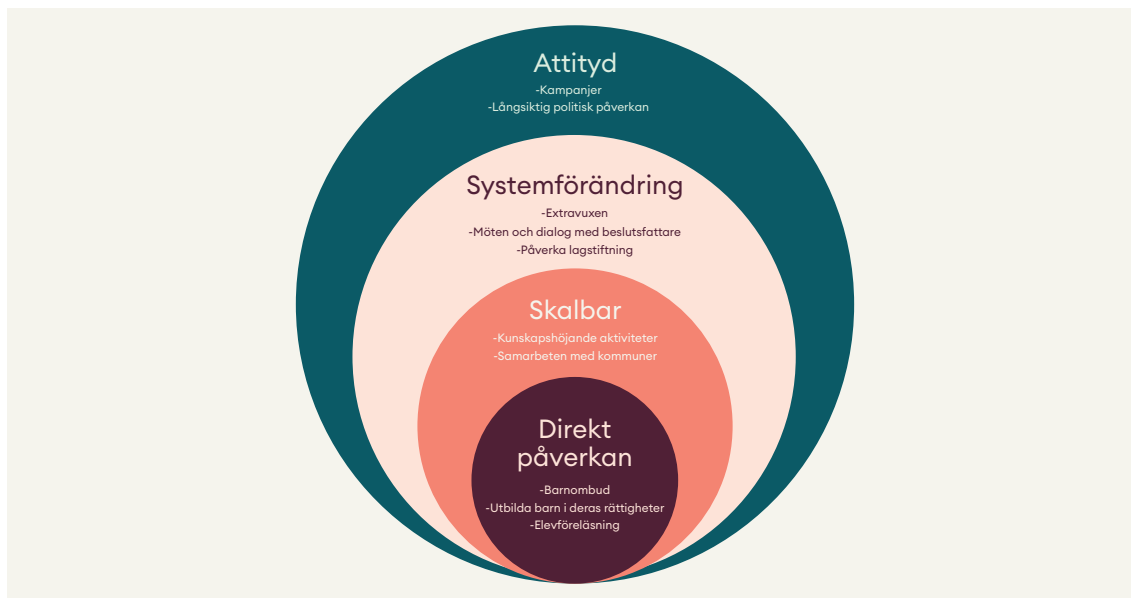 Attityd
-Kampanjer
-Långsiktig politisk påverkan
Systemförändring
-Extravuxen
-Möten och dialog med beslutsfattare
-Påverka lagstiftning
Skalbar
-Kunskapshöjande aktiviteter
-Samarbeten med kommuner
Direkt
påverkan
-Barnombud
-Utbilda barn i deras rättigheter
-Elevföreläsning